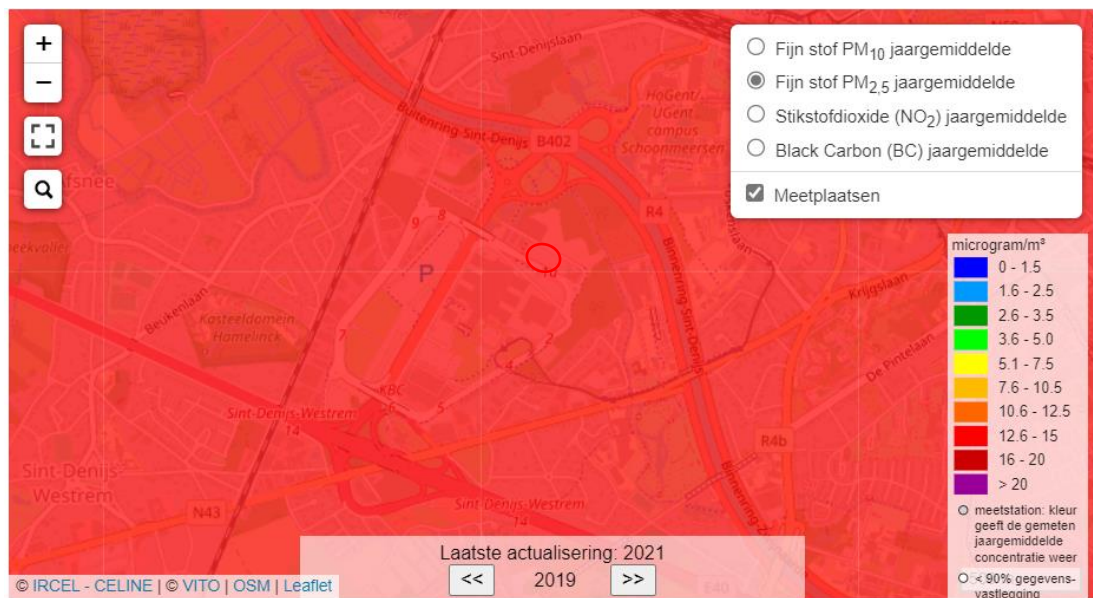 +
−
Fijn stof PM10 jaargemiddelde
Fijn stof PM2,5 jaargemiddelde
Stikstofdioxide (NO2) jaargemiddelde
Black Carbon (BC) jaargemiddelde
Meetplaatsen
Sint-Denijslaan
Buitenring-Sint-Denijs
B402
HoGent/
UGent
campus
Schoonmeersen
R4
Binnenring-Sint-Denijs
8
9
10
P
Beukenlaan
Kasteeldomein
Hamelinck
7
2
4
KBC
6
5
Krijgslaan
De Pintelaan
R4b
Sint-Denijs-Westrem
14
Sint-Denijs-
Westrem
N43
Sint-Denijs-Westrem
14
E40
microgram/m³
0 - 1.5
1.6 - 2.5
2.6 - 3.5
3.6 - 5.0
5.1 - 7.5
7.6 - 10.5
10.6 - 12.5
12.6 - 15
16 - 20
> 20
meetstation: kleur
geeft de gemeten
jaargemiddelde
concentratie weer
< 90% gegevens-
vastlegging
Laatste actualisering: 2021
<< 2019 >>
© IRCEL - CELINE | © VITO | OSM | Leaflet